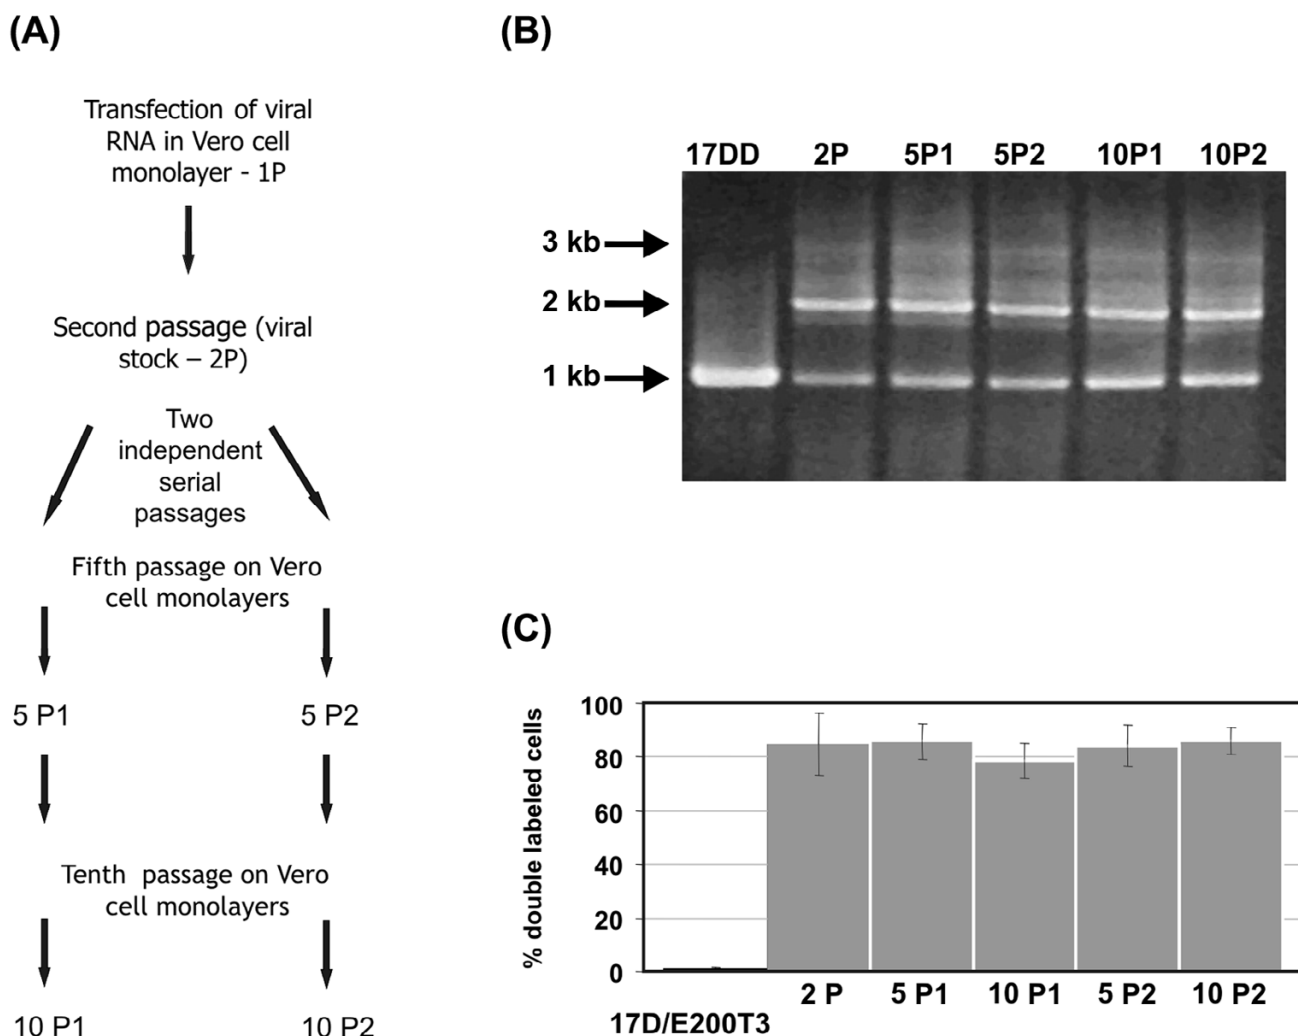 (A)
Transfection of viral
RNA in Vero cell
monolayer - 1P
Second passage (viral
stock – 2P)
Two
independent
serial
passages
Fifth passage on Vero
cell monolayers
5 P1 5 P2
Tenth passage on Vero
cell monolayers
10 P1 10 P2
(B)
17DD 2P 5P1 5P2 10P1 10P2
3 kb
2 kb
1 kb
(C)
% double labeled cells
100
80
60
40
20
0
2 P 5 P1 10 P1 5 P2 10 P2
17D/E200T3